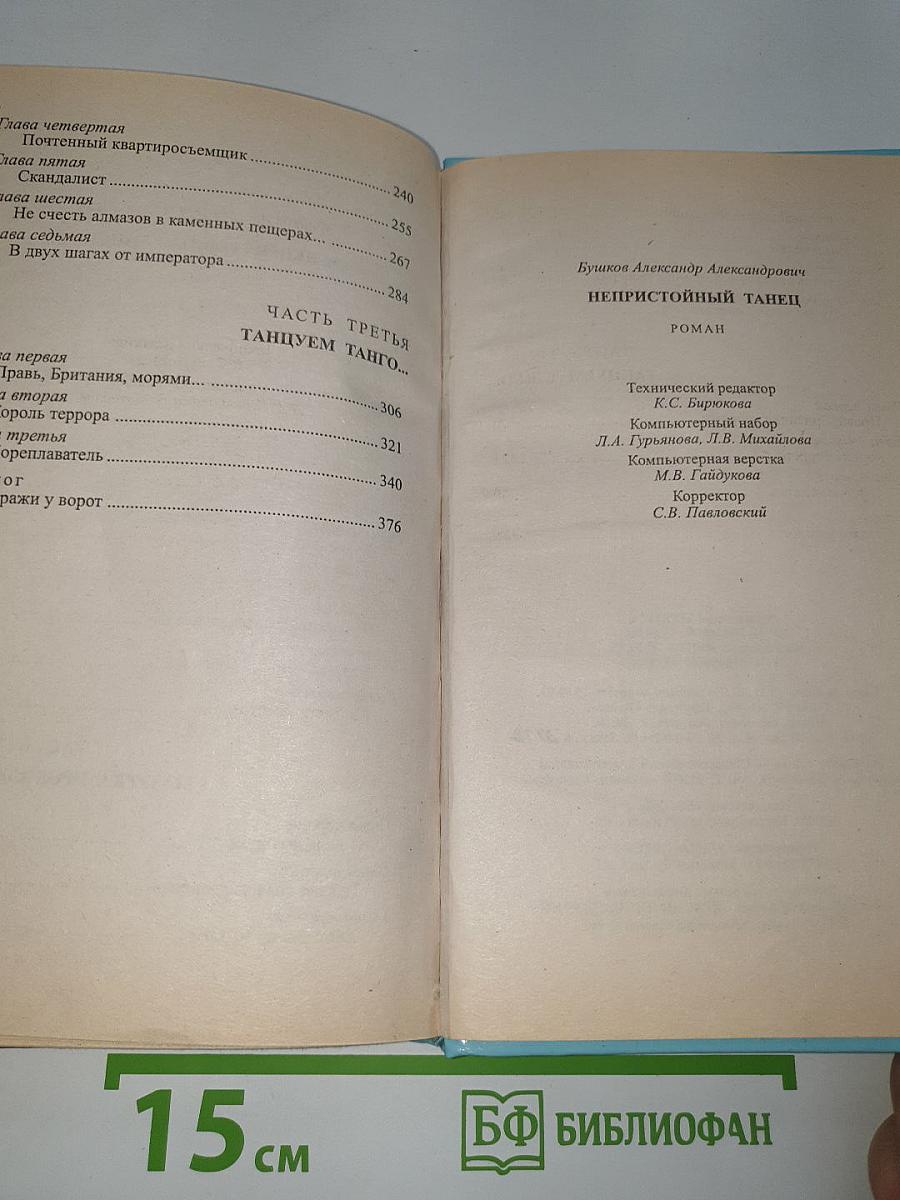 Глава четвертая
Почтенный квартиросъемщик ........ 240
Глава пятая
Скандалист ........ 255
лава шестая
Не счесть алмазов в каменных пещерах... ........ 267
ава седьмая
В двух шагах от императора ........ 284
ЧАСТЬ ТРЕТЬЯ
ТАНЦУЕМ ТАНГО...
ва первая
Правь, Британия, морями... ........ 306
а вторая
Король террора ........ 321
третья
ореплаватель ........ 340
ог
ражи у ворот ........ 376
Бушков Александр Александрович
НЕПРИСТОЙНЫЙ ТАНЕЦ
РОМАН
Технический редактор
К.С. Бирюкова
Компьютерный набор
Л.А. Гурьянова, Л.В. Михайлова
Компьютерная верстка
М.В. Гайдукова
Корректор
С.В. Павловский
15 см
БФ БИБЛИОФАН